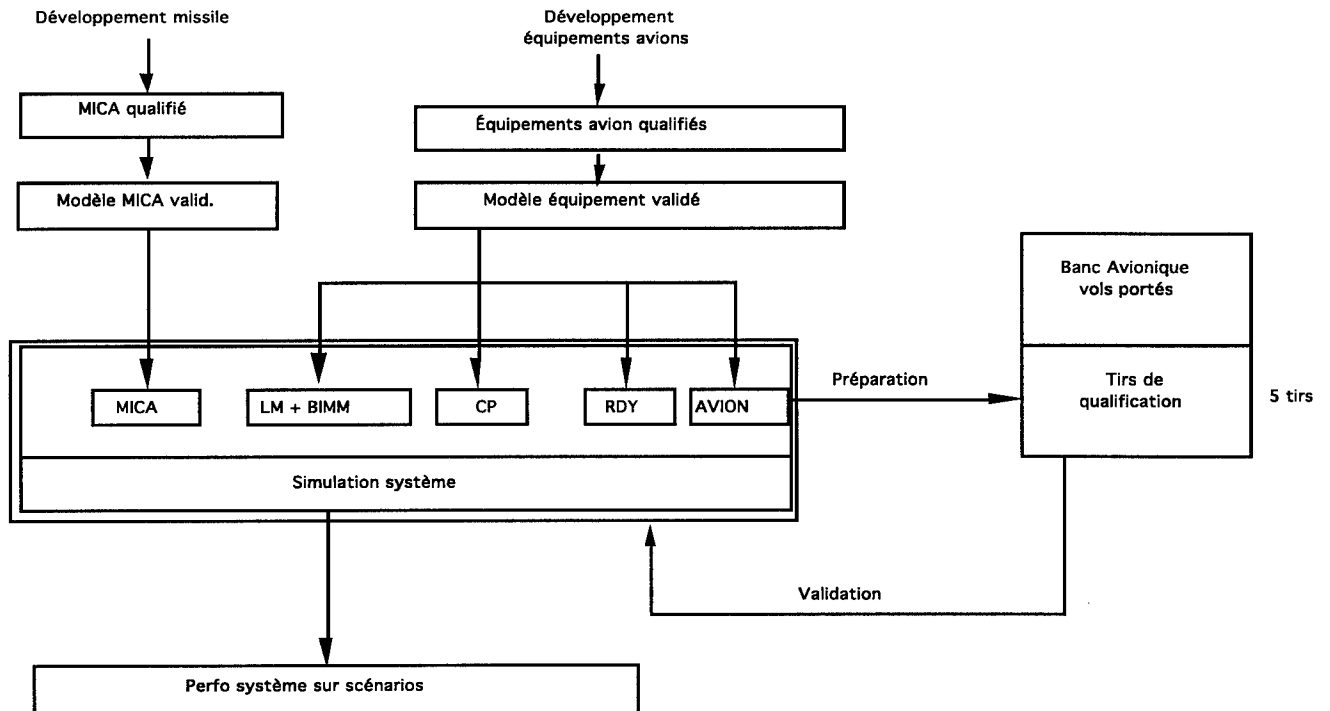 Développement missile
Développement
équipements avions
MICA qualifié
Équipements avion qualifiés
Modèle MICA valid.
Modèle équipement validé
Banc Avionique
vols portés
MICA
LM + BIMM
CP
RDY
AVION
Préparation
Tirs de
qualification
5 tirs
Simulation système
Validation
Perfo système sur scénarios